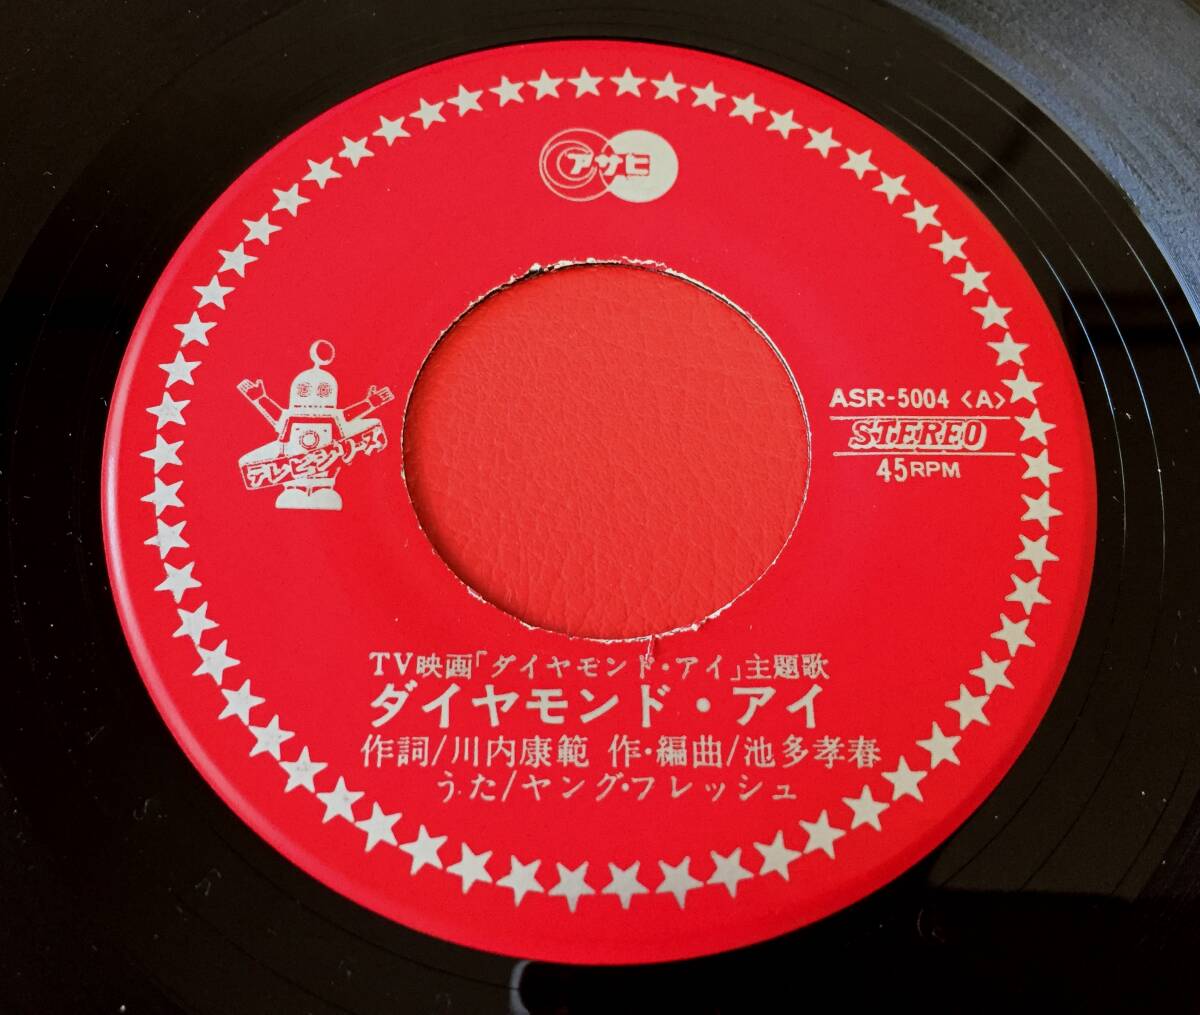 アサヒ
テレビシリーズ
ASR-5004 <A>
STEREO
45RPM
TV映画「ダイヤモンド・アイ」主題歌
ダイヤモンド・アイ
作詞/川内康範 作・編曲/池多孝春
うた/ヤング・フレッシュ